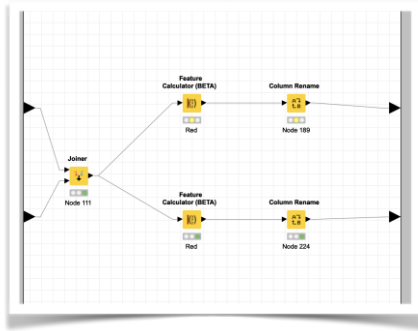 Feature
Calculator (BETA)
Column Rename
Red
Node 189
Joiner
Node 111
Feature
Calculator (BETA)
Column Rename
Red
Node 224